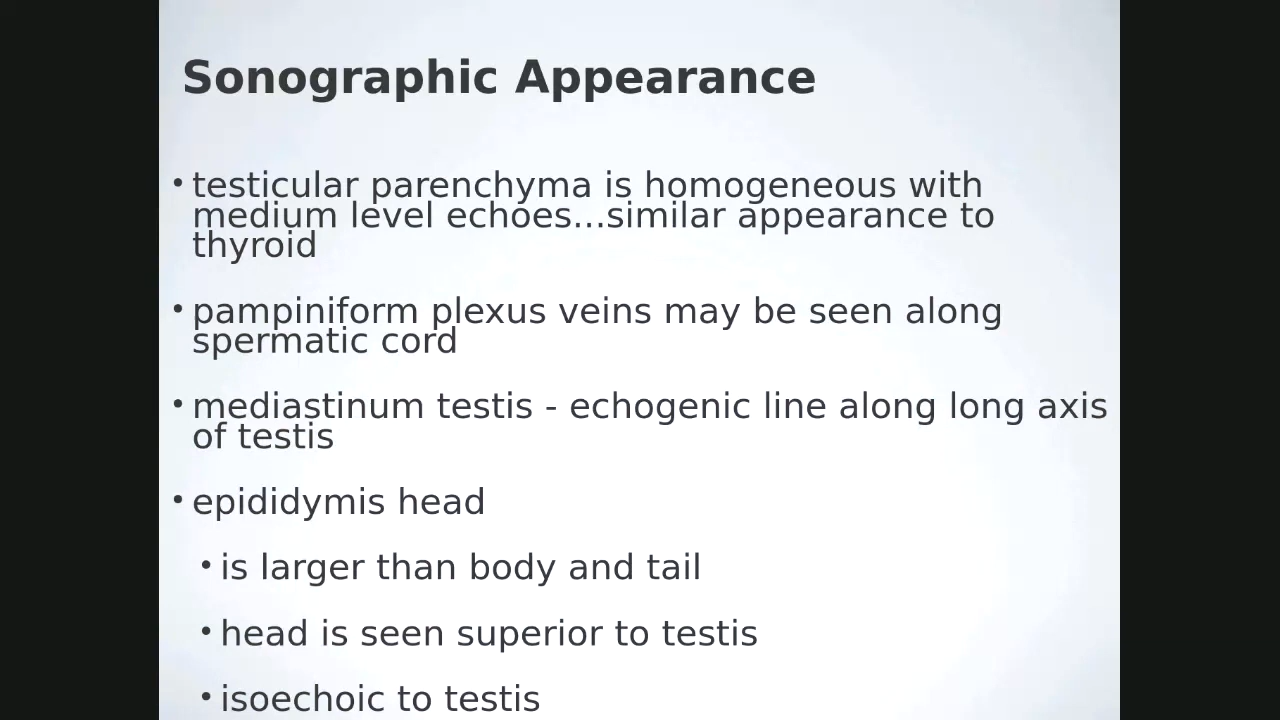 Sonographic Appearance
• testicular parenchyma is homogeneous with
medium level echoes...similar appearance to
thyroid
• pampiniform plexus veins may be seen along
spermatic cord
• mediastinum testis - echogenic line along long axis
of testis
• epididymis head
• is larger than body and tail
• head is seen superior to testis
• isoechoic to testis